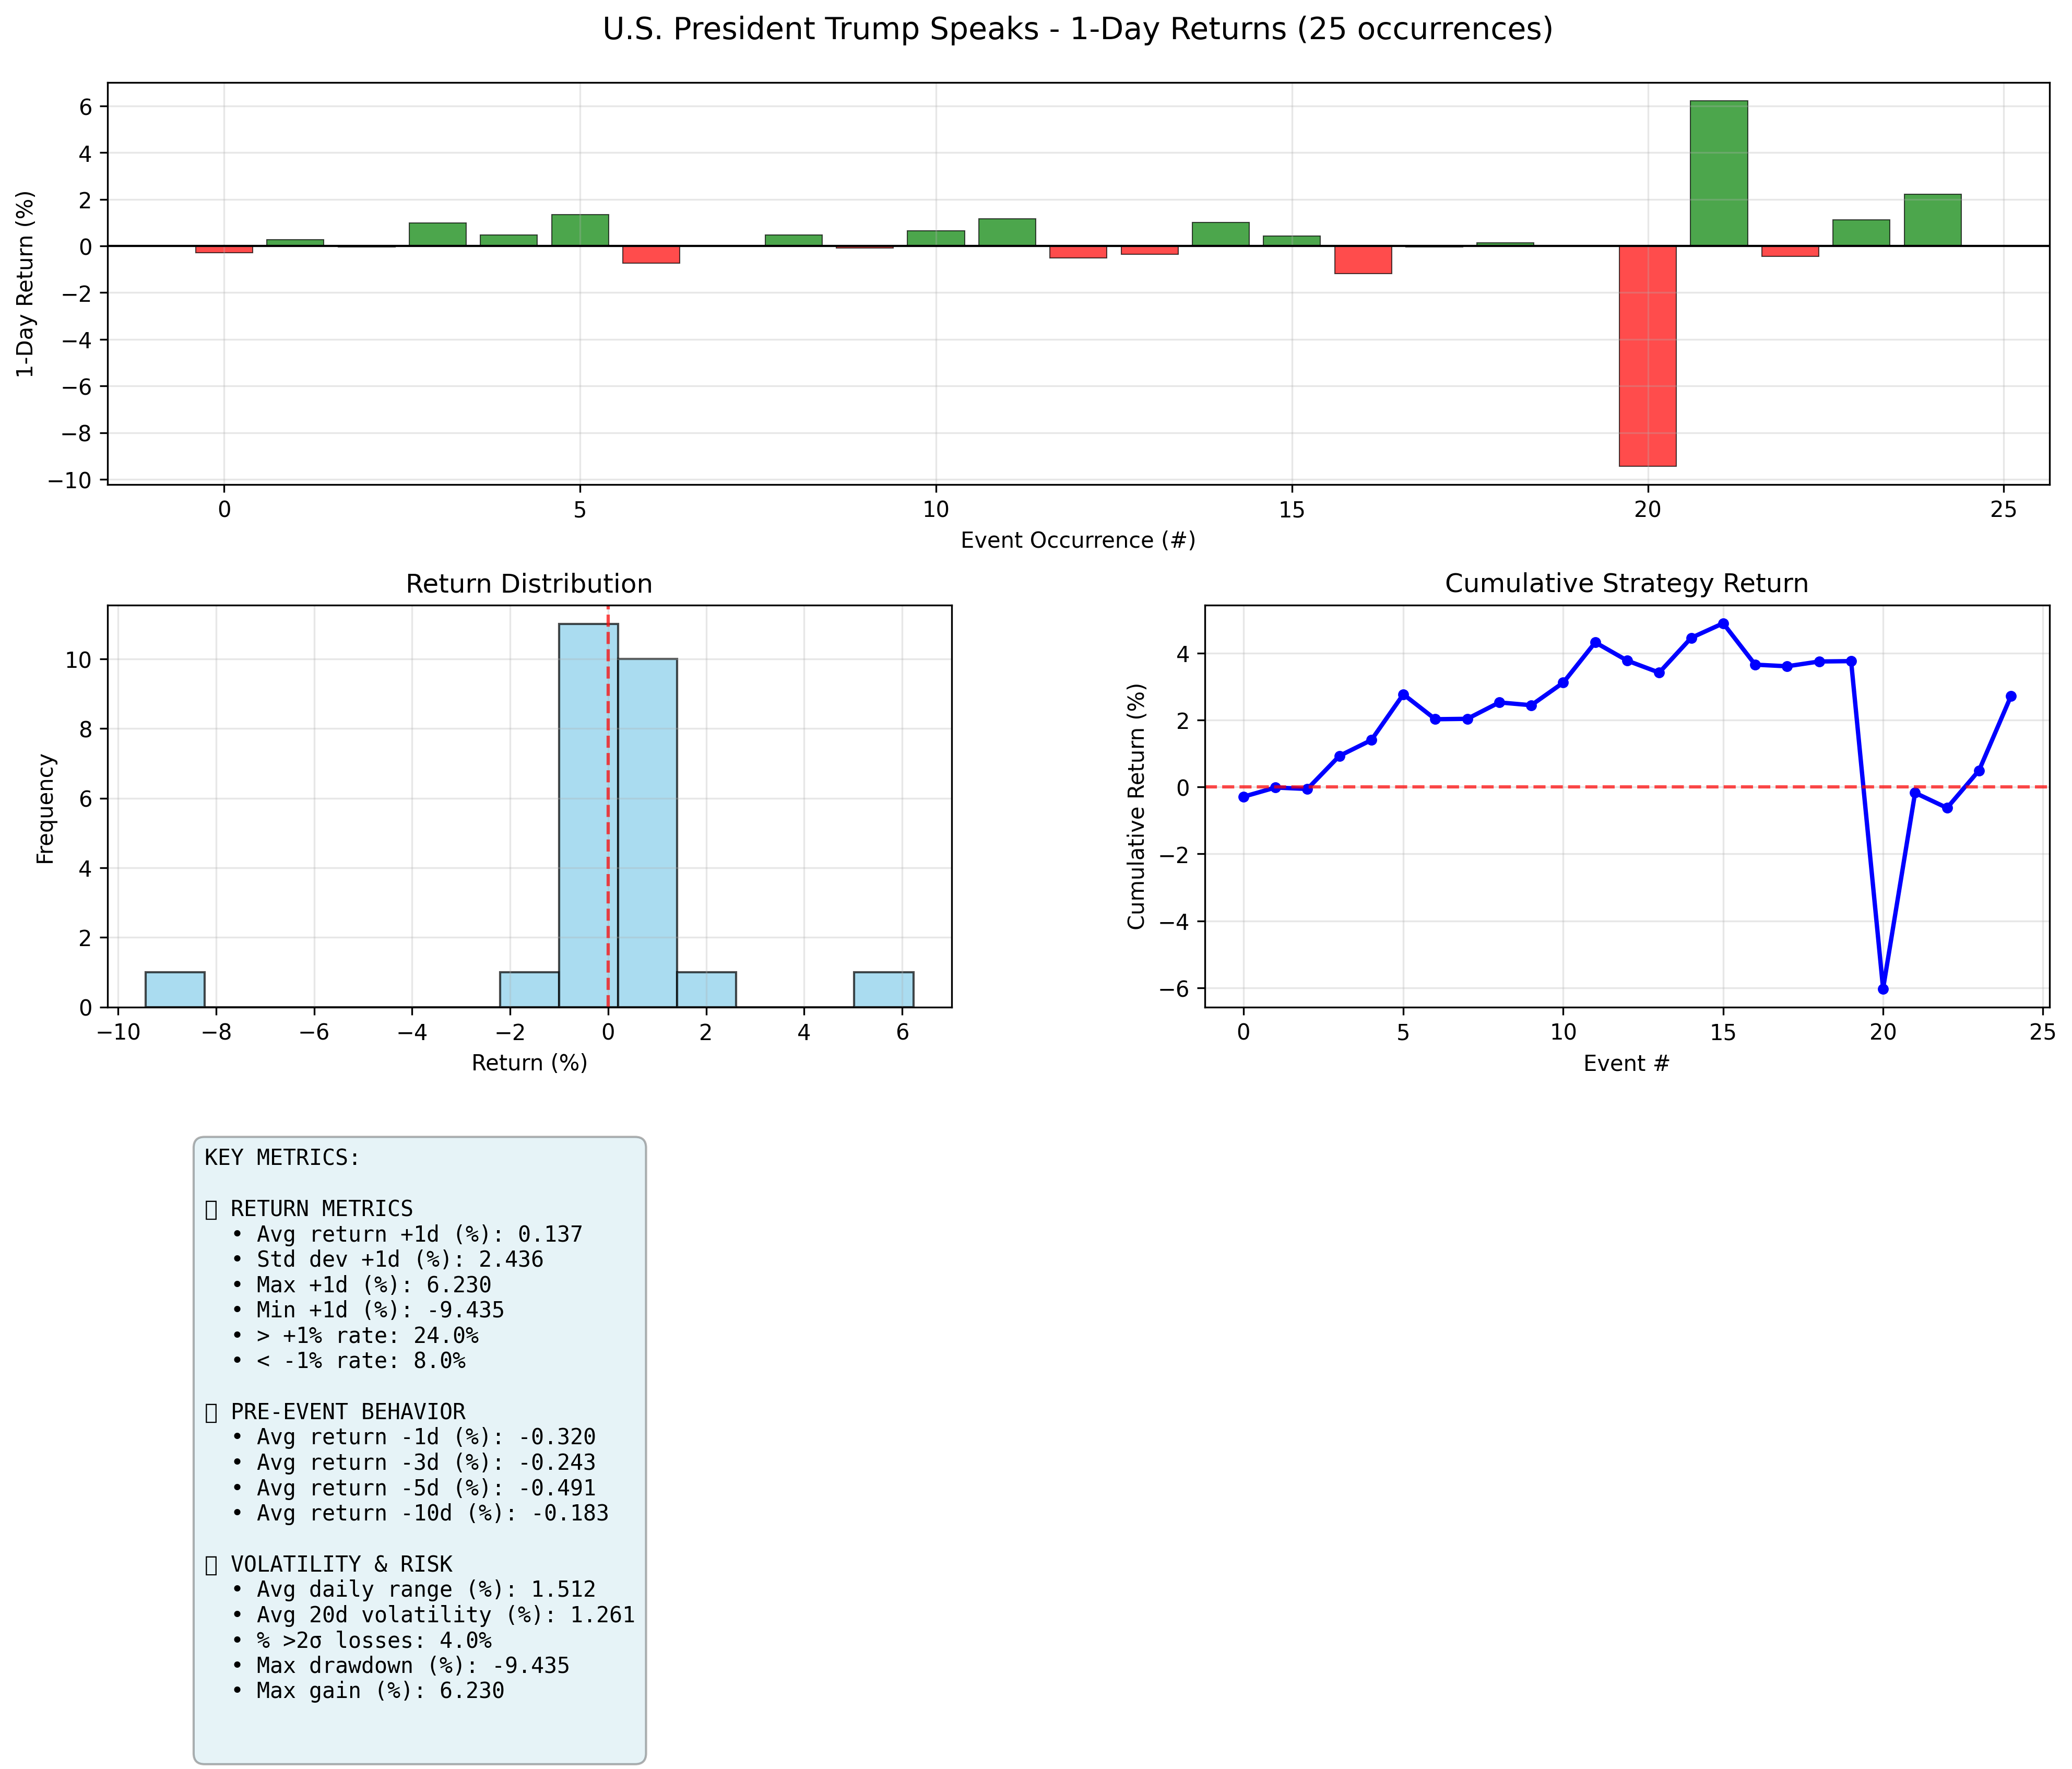 U.S. President Trump Speaks - 1-Day Returns (25 occurrences)
1-Day Return (%)
6
4
2
0
−2
−4
−6
−8
−10
0 5 10 15 20 25
Event Occurrence (#)
Return Distribution
Frequency
10
8
6
4
2
0
−10 −8 −6 −4 −2 0 2 4 6
Return (%)
Cumulative Strategy Return
Cumulative Return (%)
4
2
0
−2
−4
−6
0 5 10 15 20 25
Event #
KEY METRICS:
▯ RETURN METRICS
• Avg return +1d (%): 0.137
• Std dev +1d (%): 2.436
• Max +1d (%): 6.230
• Min +1d (%): -9.435
• > +1% rate: 24.0%
• < -1% rate: 8.0%
▯ PRE-EVENT BEHAVIOR
• Avg return -1d (%): -0.320
• Avg return -3d (%): -0.243
• Avg return -5d (%): -0.491
• Avg return -10d (%): -0.183
▯ VOLATILITY & RISK
• Avg daily range (%): 1.512
• Avg 20d volatility (%): 1.261
• % >2σ losses: 4.0%
• Max drawdown (%): -9.435
• Max gain (%): 6.230